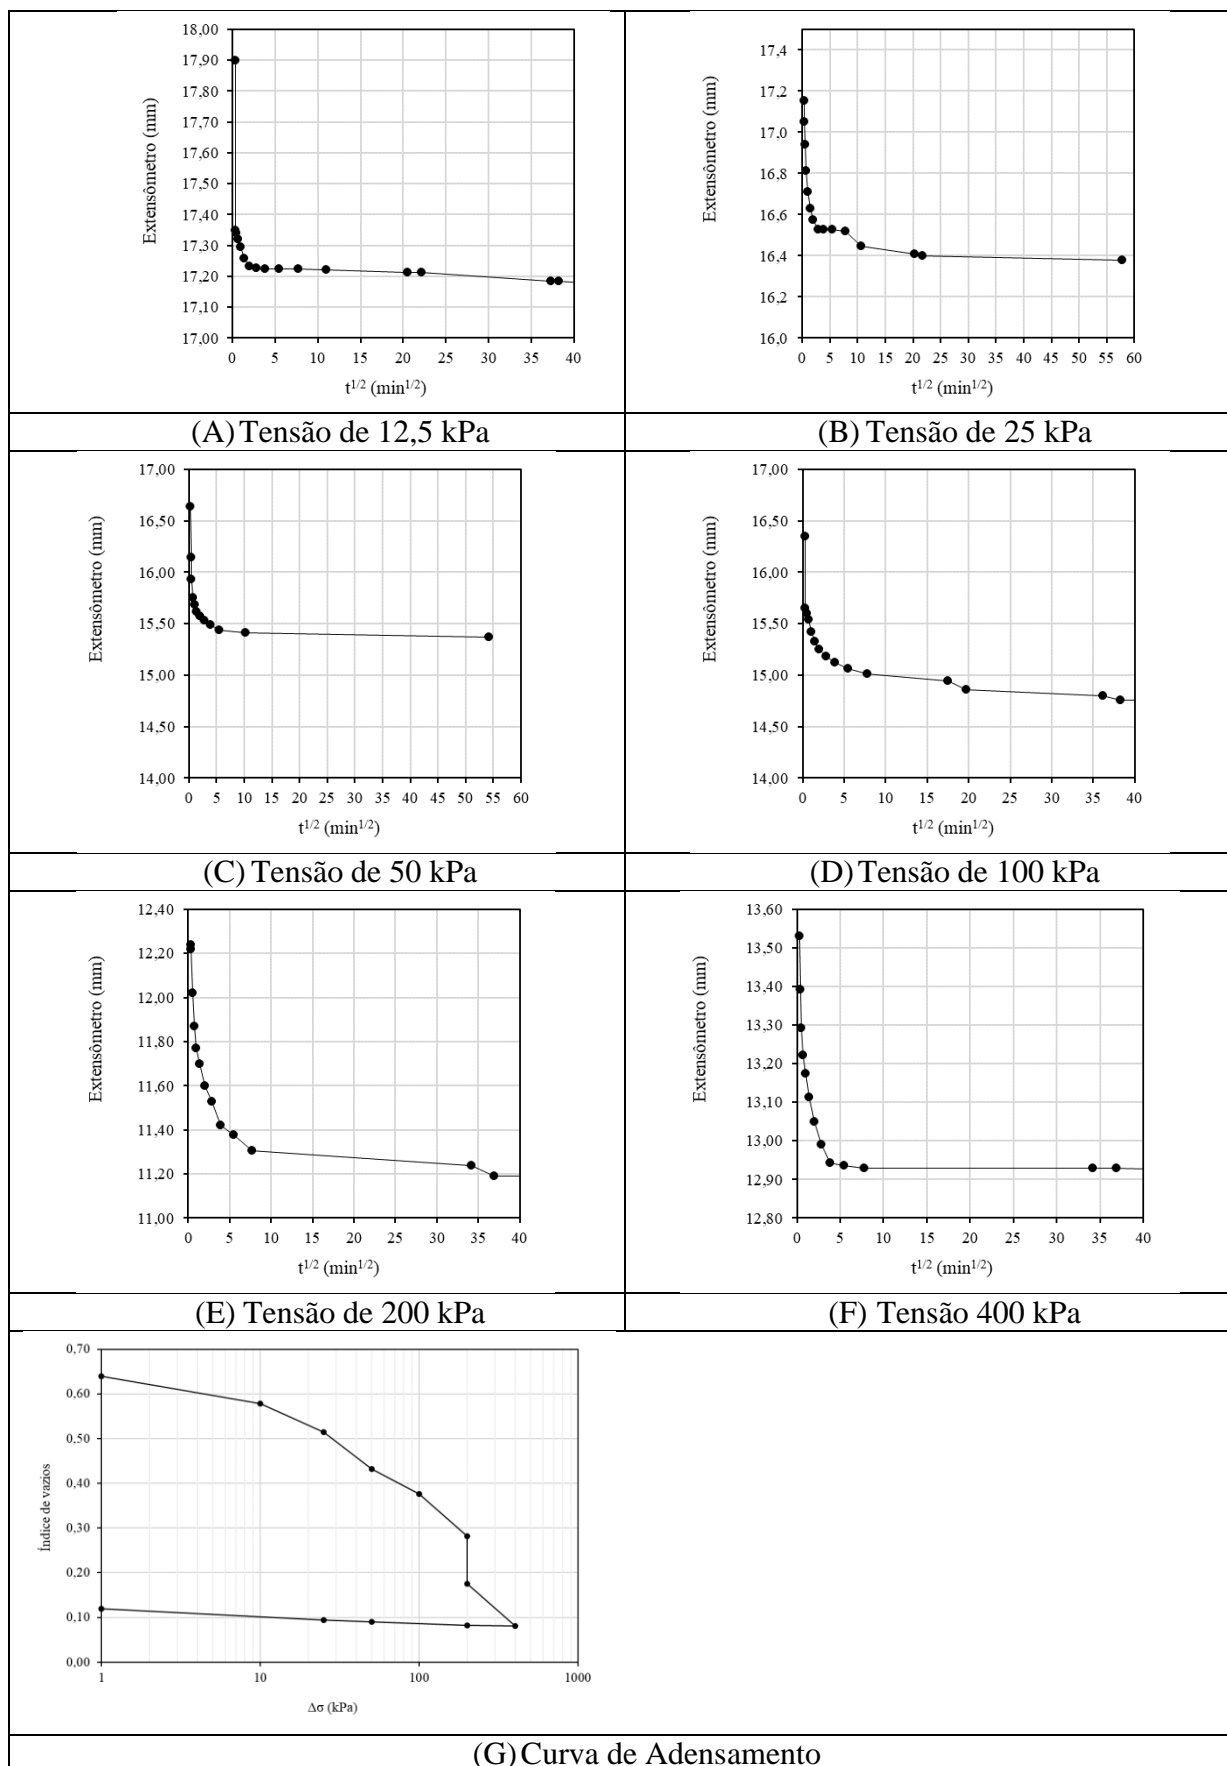 18,00
17,90
17,80
17,70
17,60
17,50
17,40
17,30
17,20
17,10
17,00
Extensômetro (mm)
0 5 10 15 20 25 30 35 40
t1/2 (min1/2)
17,4
17,2
17,0
16,8
16,6
16,4
16,2
16,0
Extensômetro (mm)
0 5 10 15 20 25 30 35 40 45 50 55 60
t1/2 (min1/2)
(A) Tensão de 12,5 kPa
(B) Tensão de 25 kPa
17,00
16,50
16,00
15,50
15,00
14,50
14,00
Extensômetro (mm)
0 5 10 15 20 25 30 35 40 45 50 55 60
t1/2 (min1/2)
17,00
16,50
16,00
15,50
15,00
14,50
14,00
Extensômetro (mm)
0 5 10 15 20 25 30 35 40
t1/2 (min1/2)
(C) Tensão de 50 kPa
(D) Tensão de 100 kPa
12,40
12,20
12,00
11,80
11,60
11,40
11,20
11,00
Extensômetro (mm)
0 5 10 15 20 25 30 35 40
t1/2 (min1/2)
13,60
13,50
13,40
13,30
13,20
13,10
13,00
12,90
12,80
Extensômetro (mm)
0 5 10 15 20 25 30 35 40
t1/2 (min1/2)
(E) Tensão de 200 kPa
(F) Tensão 400 kPa
0,70
0,60
0,50
0,40
0,30
0,20
0,10
0,00
Índice de vazios
1 10 100 1000
Δσ (kPa)
(G) Curva de Adensamento